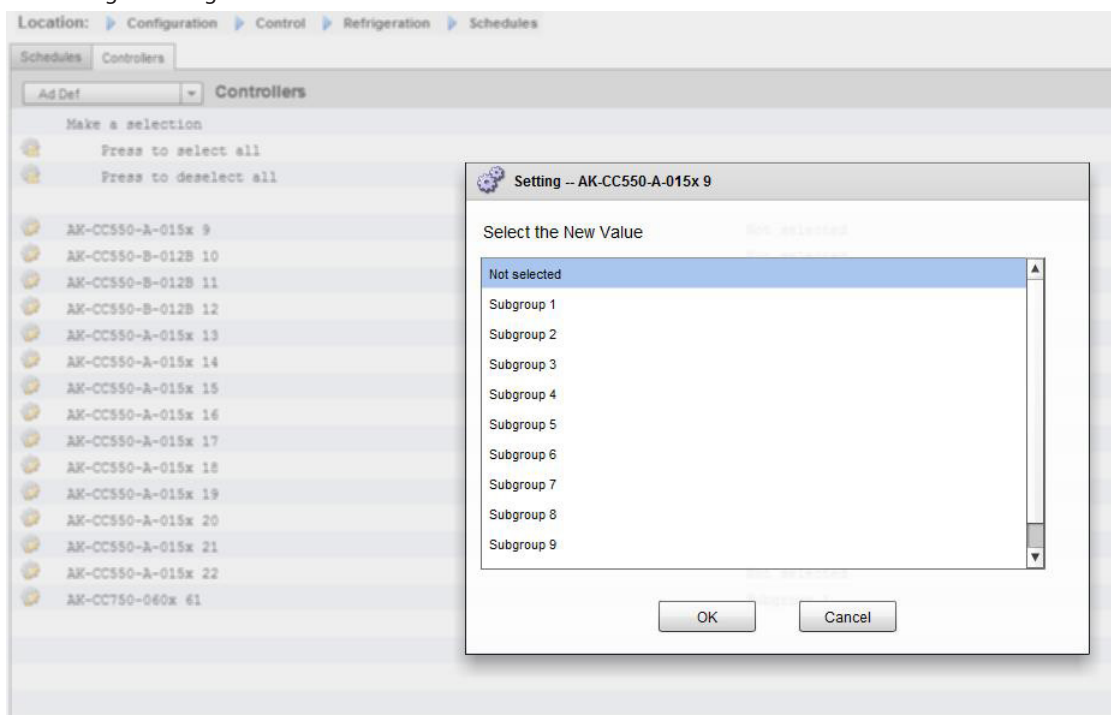 Location: Configuration Control Refrigeration Schedules
Schedules Controllers
Ad Def Controllers
Make a selection
Press to select all
Press to deselect all
AK-CC550-A-015x 9
AK-CC550-B-012B 10
AK-CC550-B-012B 11
AK-CC550-B-012B 12
AK-CC550-A-015x 13
AK-CC550-A-015x 14
AK-CC550-A-015x 15
AK-CC550-A-015x 16
AK-CC550-A-015x 17
AK-CC550-A-015x 18
AK-CC550-A-015x 19
AK-CC550-A-015x 20
AK-CC550-A-015x 21
AK-CC550-A-015x 22
AK-CC750-060x 61
Setting -- AK-CC550-A-015x 9
Select the New Value
Not selected
Not selected
Subgroup 1
Subgroup 2
Subgroup 3
Subgroup 4
Subgroup 5
Subgroup 6
Subgroup 7
Subgroup 8
Subgroup 9
Not selected
OK Cancel